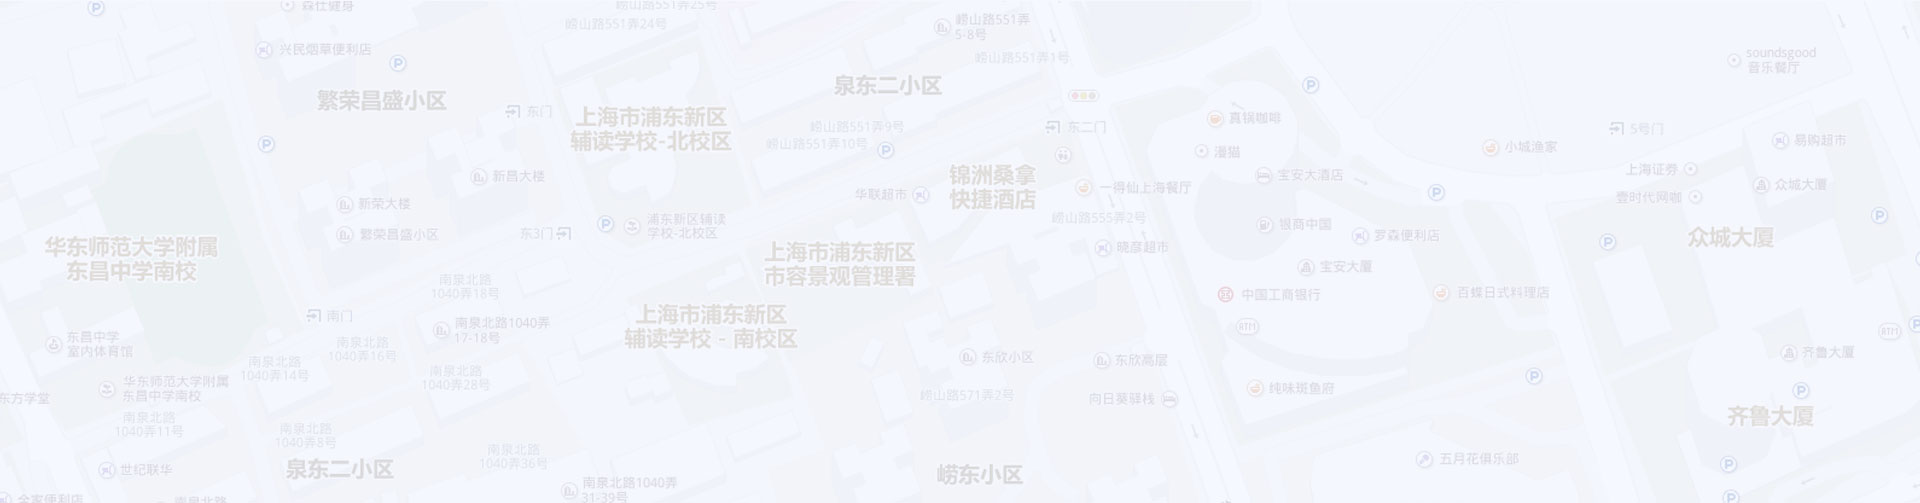 森仕健身
崂山路551弄25号
崂山路551弄24号
崂山路551弄
5-8号
兴民烟草便利店
崂山路551弄1号
soundsgood
音乐餐厅
泉东二小区
繁荣昌盛小区
东门
上海市浦东新区
辅读学校-北校区
崂山路551弄9号
崂山路551弄10号
东二门
真锅咖啡
5号门
易购超市
漫猫
小城渔家
新昌大楼
锦洲桑拿
快捷酒店
宝安大酒店
上海证券
众城大厦
华联超市
一得仙上海餐厅
壹时代网咖
新荣大楼
浦东新区辅读
学校-北校区
崂山路555弄2号
银商中国
繁荣昌盛小区
东3门
罗森便利店
众城大厦
华东师范大学附属
东昌中学南校
上海市浦东新区
市容景观管理署
晓彦超市
宝安大厦
南泉北路
1040弄18号
中国工商银行
百蝶日式料理店
南门
上海市浦东新区
辅读学校 - 南校区
南泉北路1040弄
17-18号
ATM
ATM
东昌中学
室内体育馆
南泉北路
1040弄16号
东欣小区
东欣高层
齐鲁大厦
南泉北路
1040弄14号
南泉北路
1040弄28号
华东师范大学附属
东昌中学南校
纯味斑鱼府
东方学堂
崂山路571弄2号
向日葵驿栈
齐鲁大厦
南泉北路
1040弄11号
南泉北路
1040弄8号
南泉北路
1040弄36号
五月花俱乐部
世纪联华
泉东二小区
崂东小区
南泉北路1040弄
31-39号
全家便利店
南泉北路